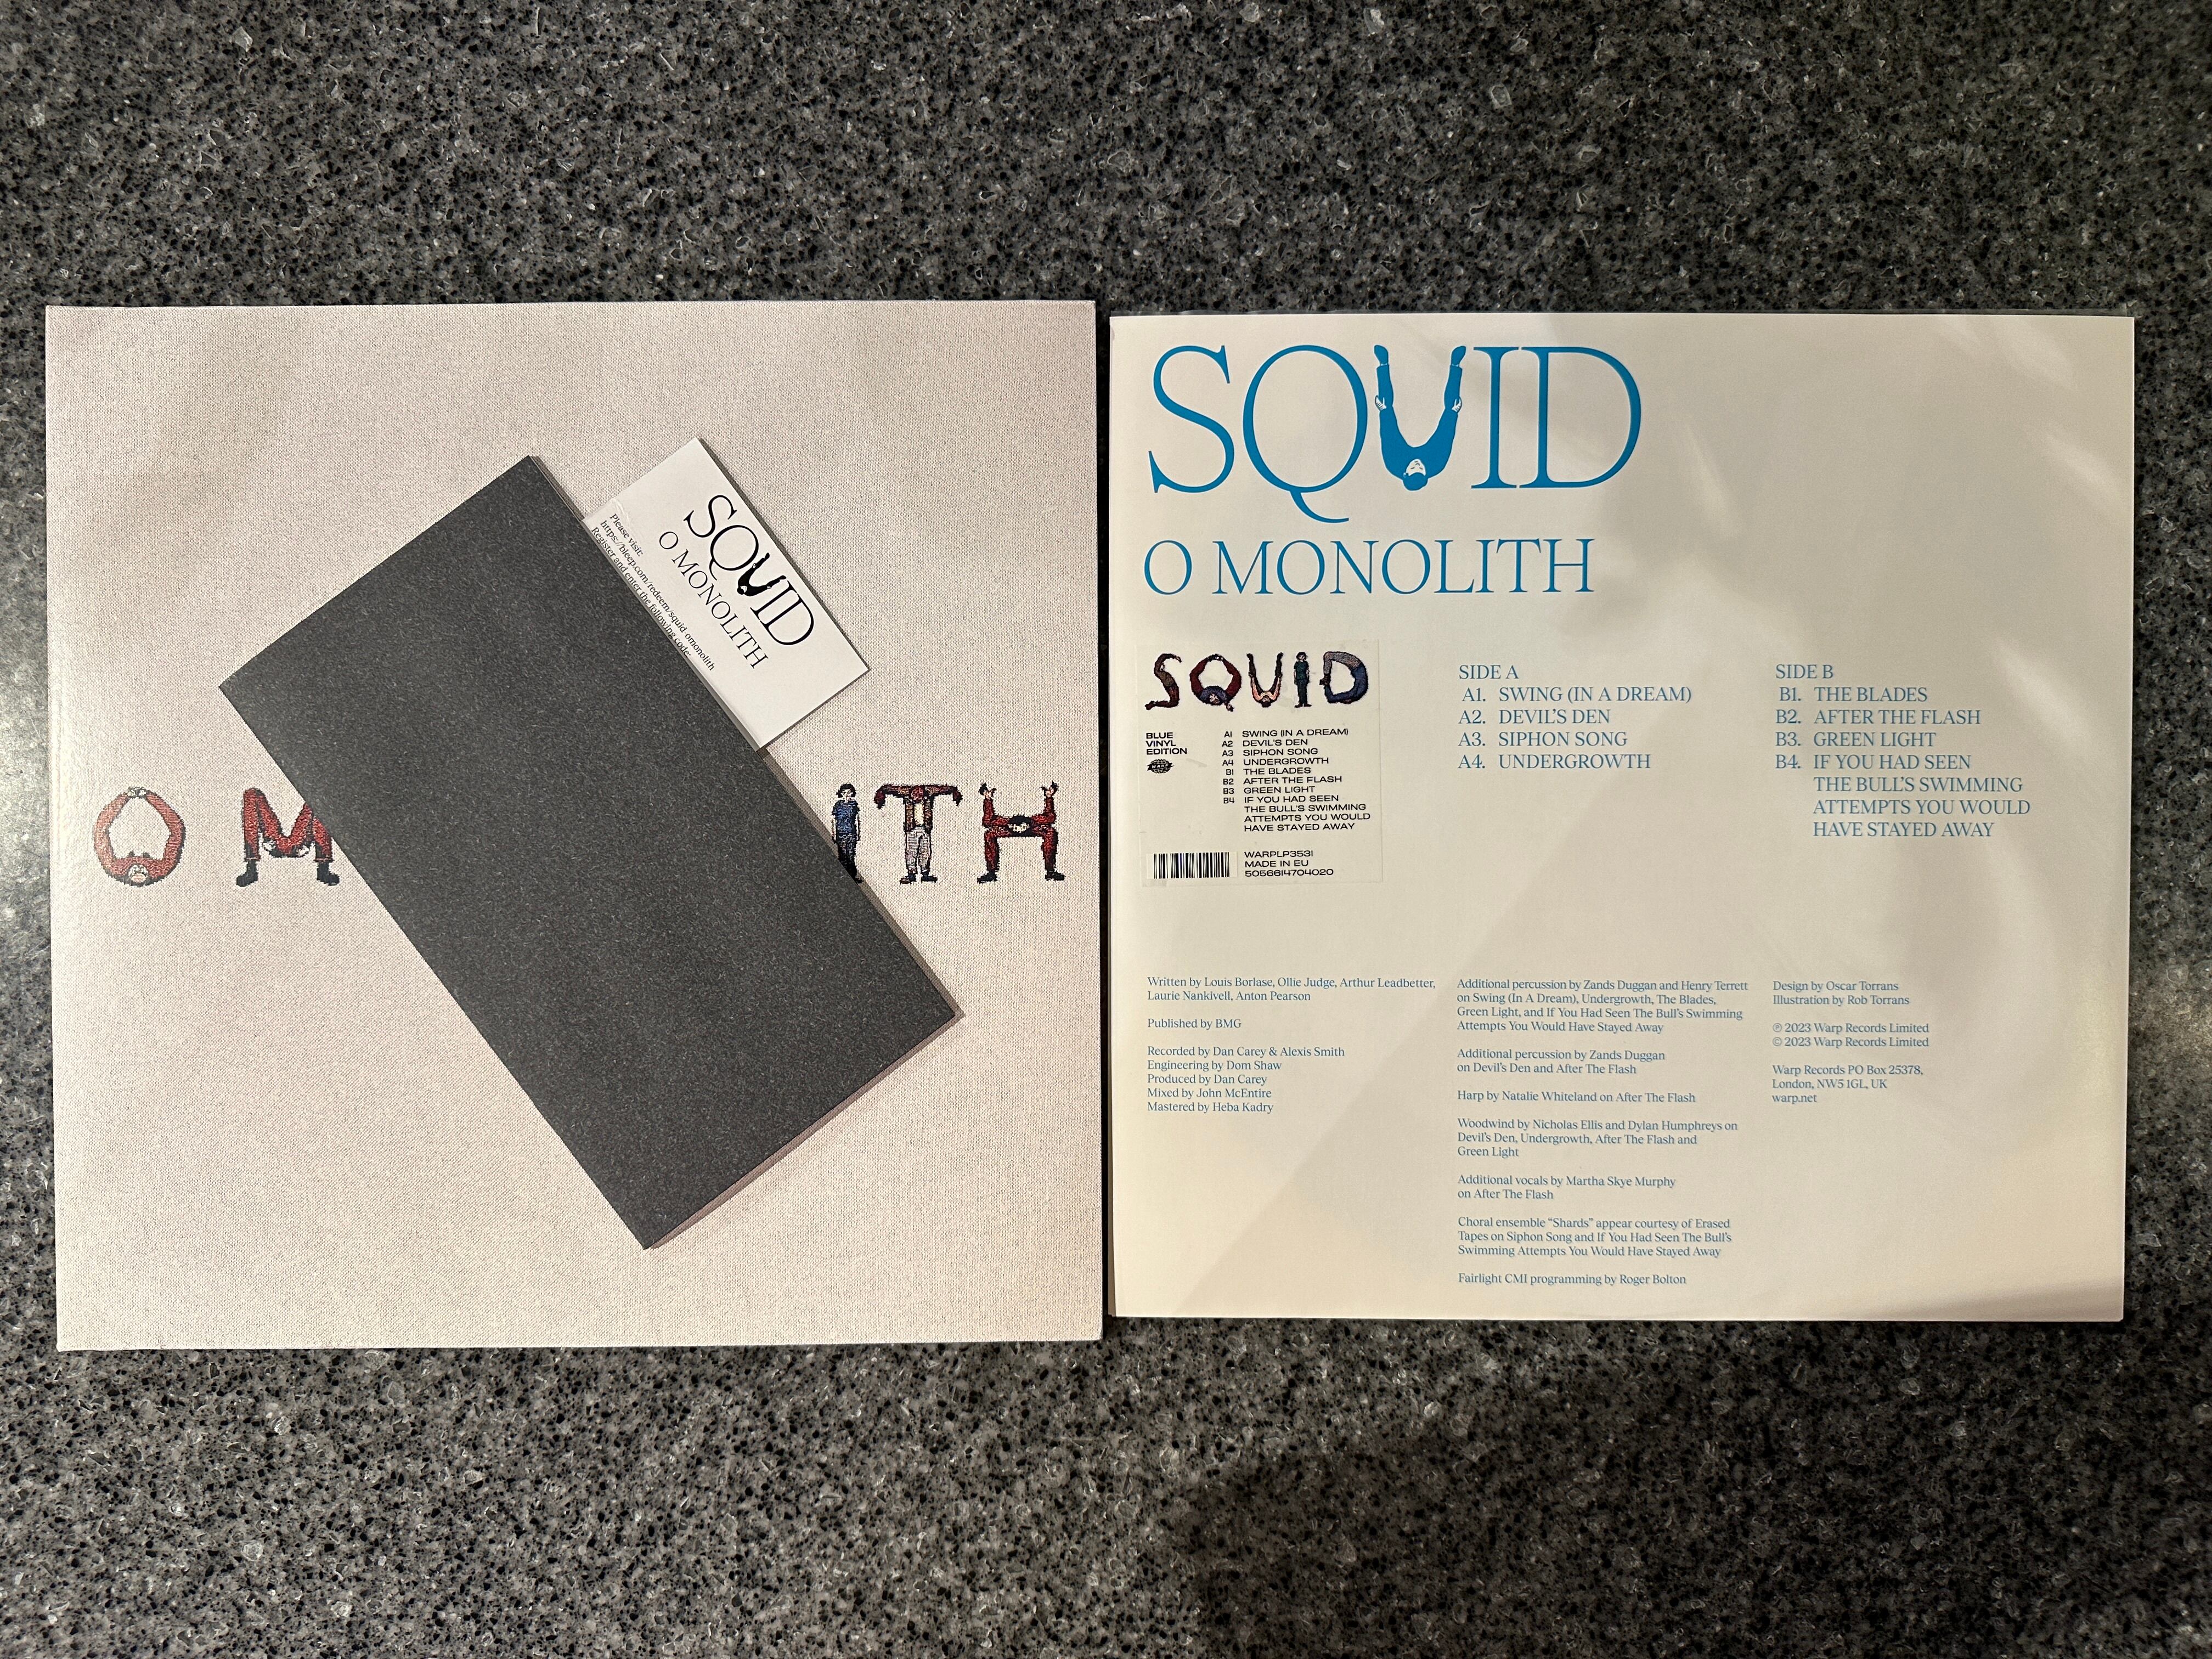 O M ITH
SQUID
O MONOLITH
Please visit:
https://bleep.com/redeem/squid_omonolith
Register and enter the following code:
SQUID
O MONOLITH
SQUID
BLUE
VINYL
EDITION
A1 SWING (IN A DREAM)
A2 DEVIL'S DEN
A3 SIPHON SONG
A4 UNDERGROWTH
B1 THE BLADES
B2 AFTER THE FLASH
B3 GREEN LIGHT
B4 IF YOU HAD SEEN
THE BULL'S SWIMMING
ATTEMPTS YOU WOULD
HAVE STAYED AWAY
WARPLP353I
MADE IN EU
5056614704020
SIDE A
A1. SWING (IN A DREAM)
A2. DEVIL'S DEN
A3. SIPHON SONG
A4. UNDERGROWTH
SIDE B
B1. THE BLADES
B2. AFTER THE FLASH
B3. GREEN LIGHT
B4. IF YOU HAD SEEN
THE BULL'S SWIMMING
ATTEMPTS YOU WOULD
HAVE STAYED AWAY
Written by Louis Borlase, Ollie Judge, Arthur Leadbetter,
Laurie Nankivell, Anton Pearson
Published by BMG
Recorded by Dan Carey & Alexis Smith
Engineering by Dom Shaw
Produced by Dan Carey
Mixed by John McEntire
Mastered by Heba Kadry
Additional percussion by Zands Duggan and Henry Terrett
on Swing (In A Dream), Undergrowth, The Blades,
Green Light, and If You Had Seen The Bull's Swimming
Attempts You Would Have Stayed Away
Additional percussion by Zands Duggan
on Devil's Den and After The Flash
Harp by Natalie Whiteland on After The Flash
Woodwind by Nicholas Ellis and Dylan Humphreys on
Devil's Den, Undergrowth, After The Flash and
Green Light
Additional vocals by Martha Skye Murphy
on After The Flash
Choral ensemble “Shards” appear courtesy of Erased
Tapes on Siphon Song and If You Had Seen The Bull's
Swimming Attempts You Would Have Stayed Away
Fairlight CMI programming by Roger Bolton
Design by Oscar Torrans
Illustration by Rob Torrans
℗ 2023 Warp Records Limited
© 2023 Warp Records Limited
Warp Records PO Box 25378,
London, NW5 1GL, UK
warp.net